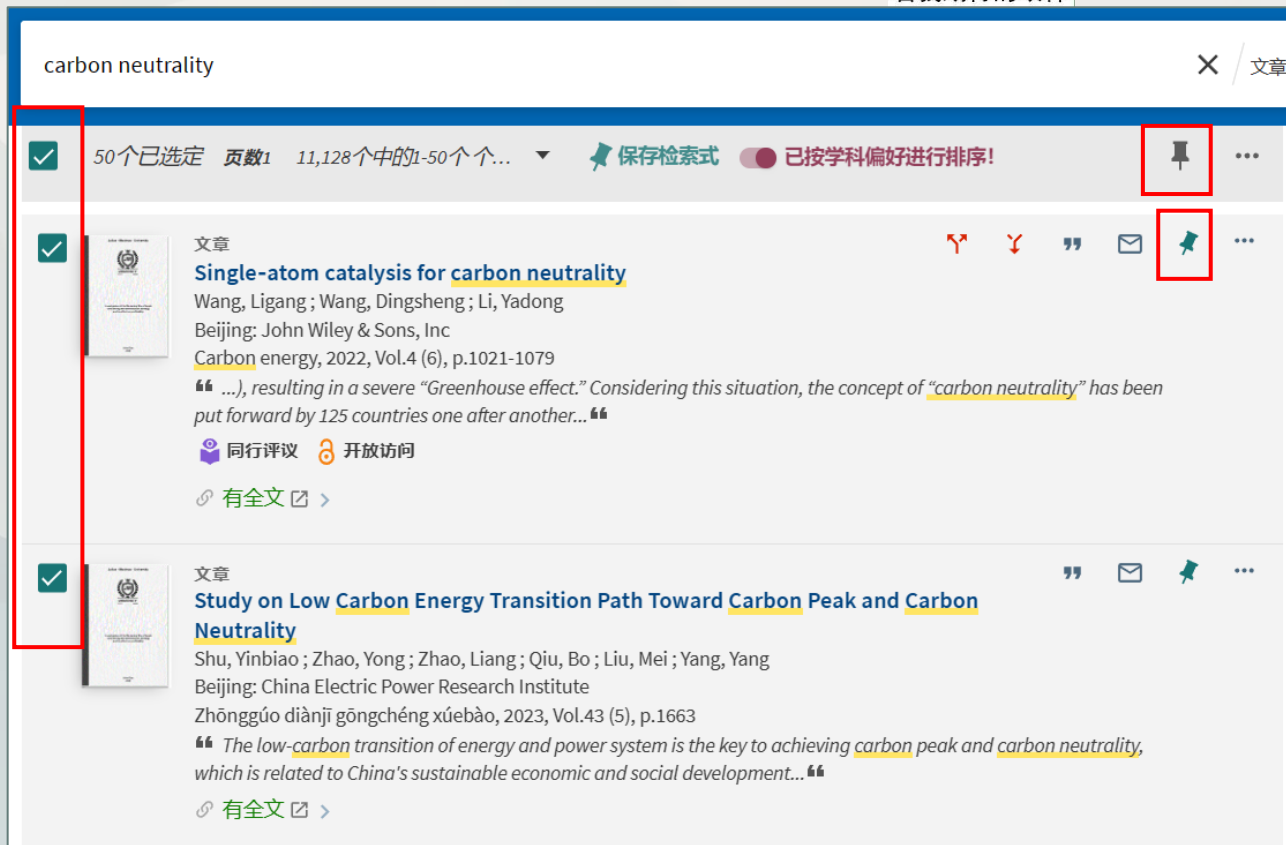 carbon neutrality
文章
50个已选定 页数1 11,128个中的1-50个 个... 保存检索式 已按学科偏好进行排序!
文章
Single-atom catalysis for carbon neutrality
Wang, Ligang ; Wang, Dingsheng ; Li, Yadong
Beijing: John Wiley & Sons, Inc
Carbon energy, 2022, Vol.4 (6), p.1021-1079
...), resulting in a severe “Greenhouse effect.” Considering this situation, the concept of “carbon neutrality” has been
put forward by 125 countries one after another...
同行评议 开放访问
有全文
文章
Study on Low Carbon Energy Transition Path Toward Carbon Peak and Carbon
Neutrality
Shu, Yinbiao ; Zhao, Yong ; Zhao, Liang ; Qiu, Bo ; Liu, Mei ; Yang, Yang
Beijing: China Electric Power Research Institute
Zhōngguó diànjī gōngchéng xúebào, 2023, Vol.43 (5), p.1663
The low-carbon transition of energy and power system is the key to achieving carbon peak and carbon neutrality,
which is related to China's sustainable economic and social development...
有全文